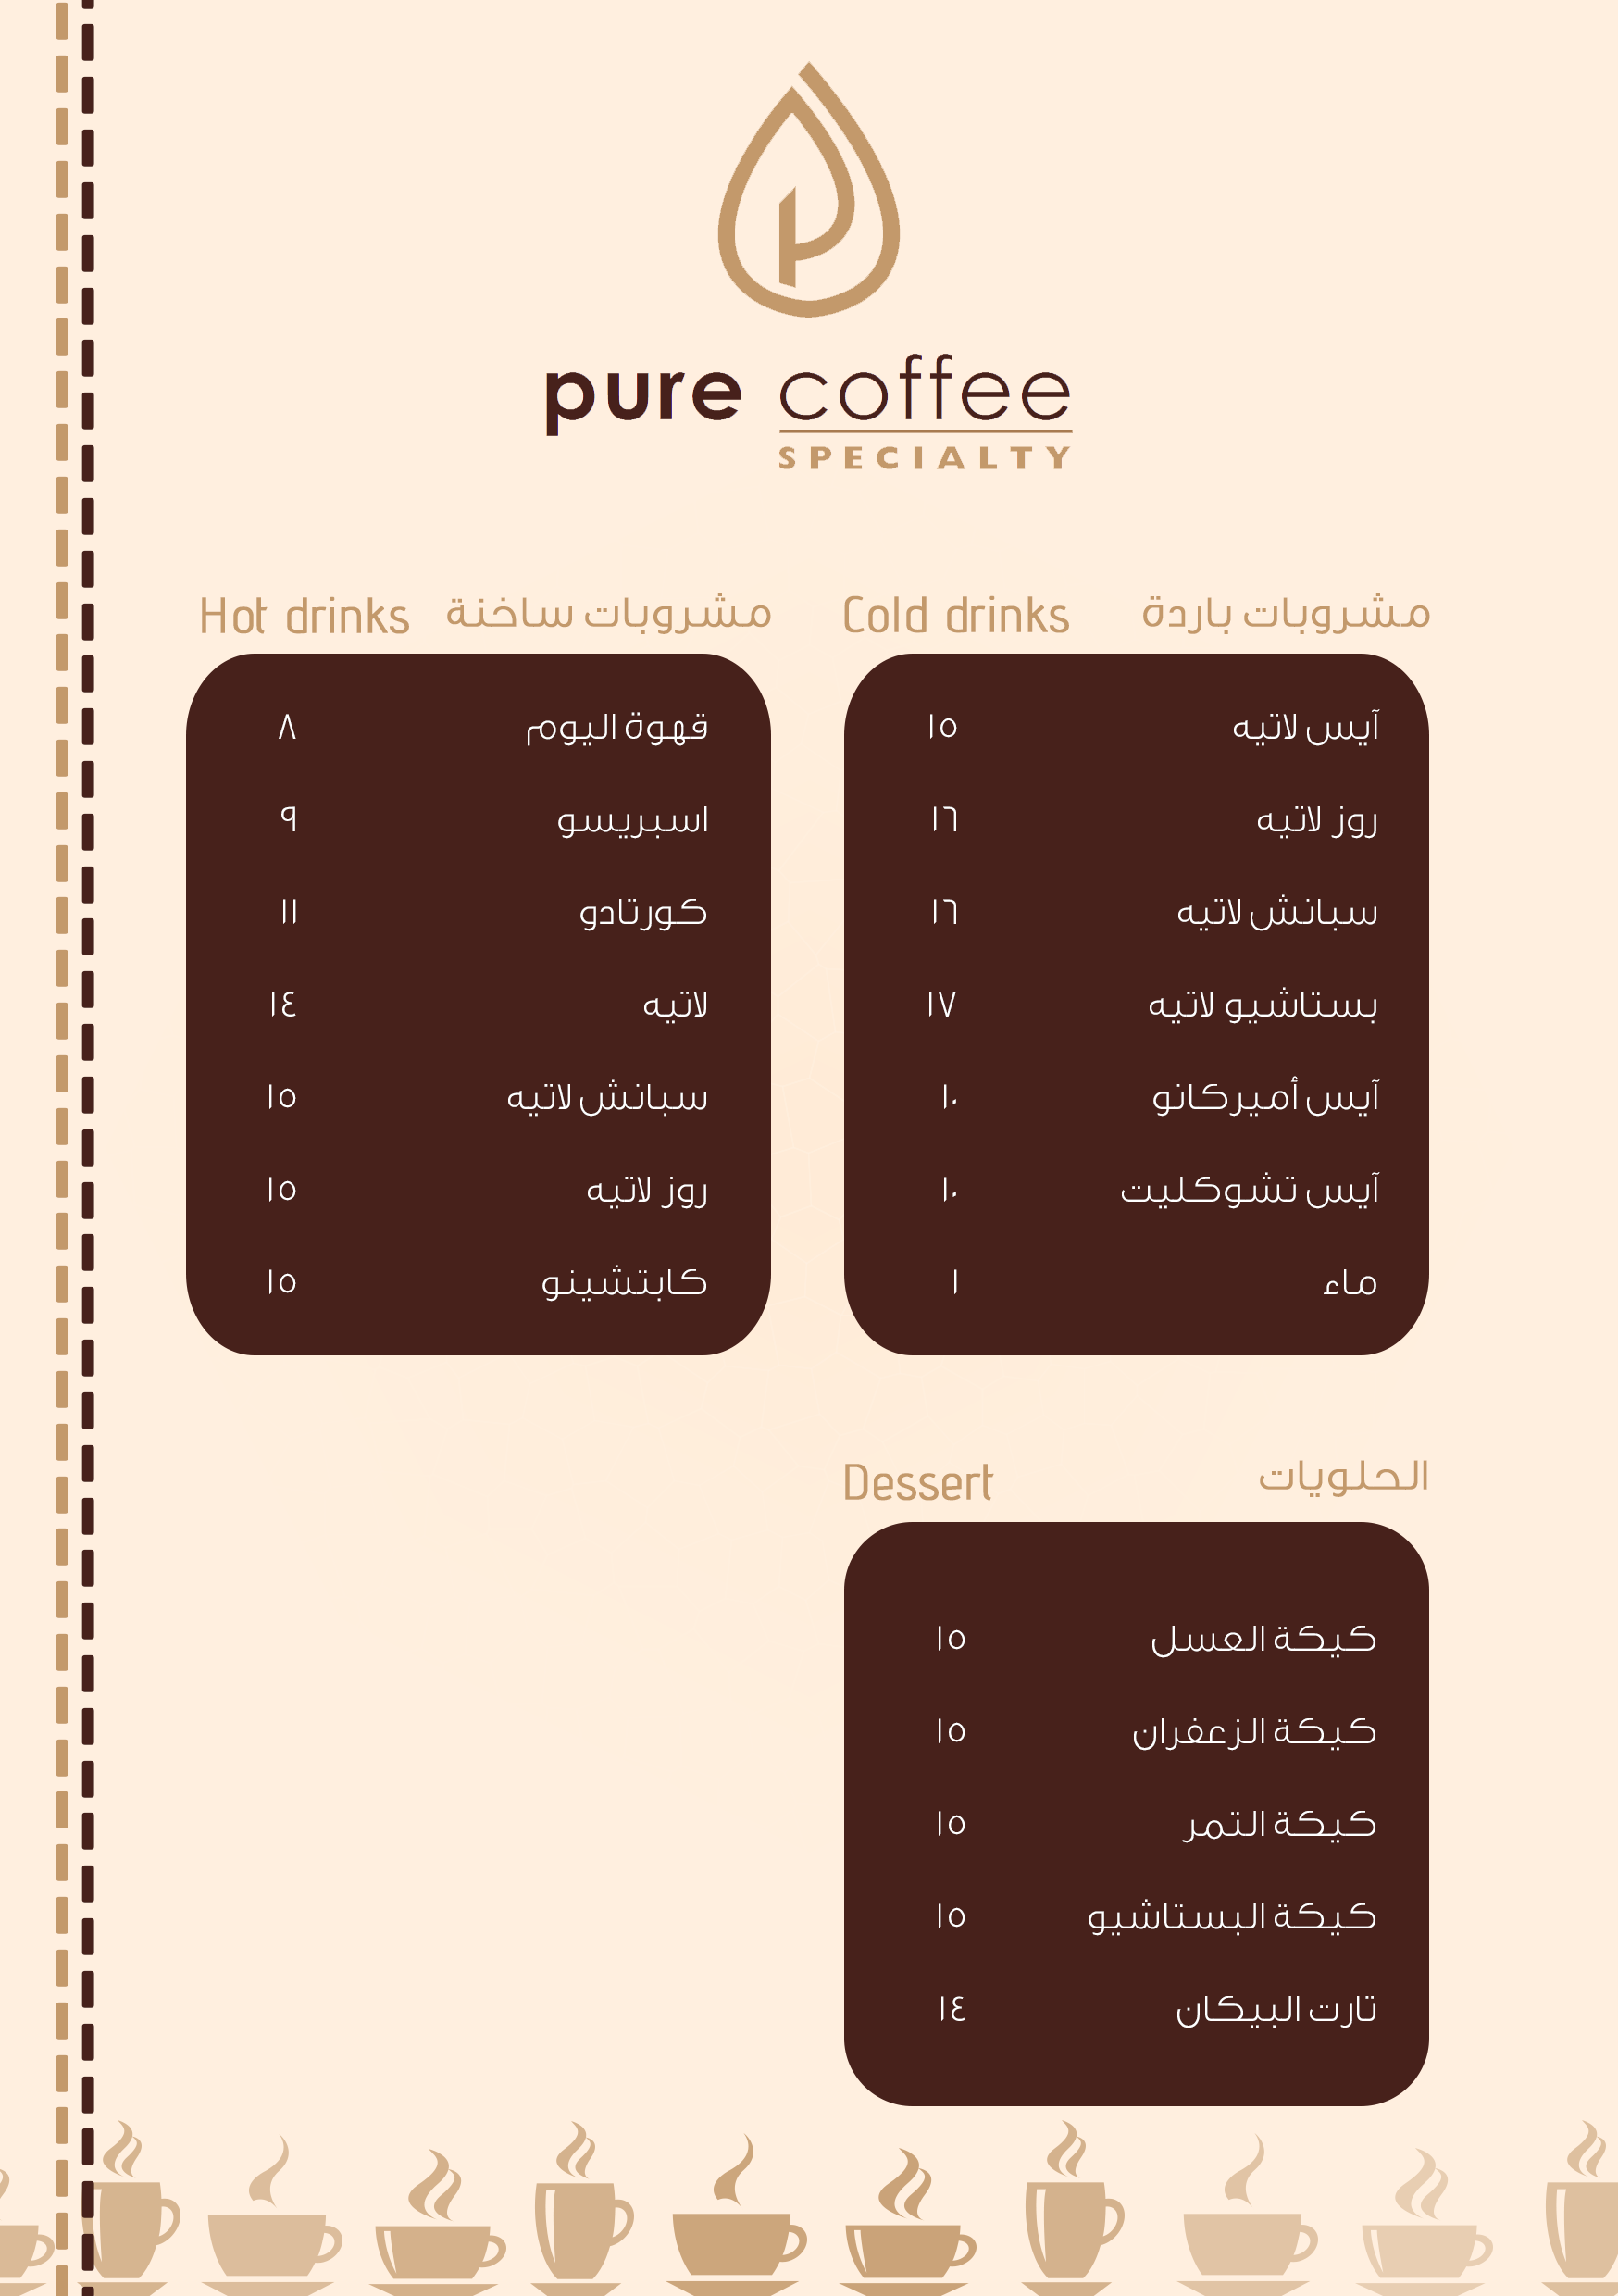 pure coffee
SPECIALTY
مشروبات باردة Cold drinks
آيس لاتيه ١٥
روز لاتيه ١٦
سبانش لاتيه ١٦
بستاشيو لاتيه ١٧
آيس أميركانو ١٠
آيس تشوكليت ١٠
ماء ١
مشروبات ساخنة Hot drinks
قهوة اليوم ٨
اسبريسو ٩
كورتادو ١١
لاتيه ١٤
سبانش لاتيه ١٥
روز لاتيه ١٥
كابتشينو ١٥
الحلويات Dessert
كيكة العسل ١٥
كيكة الزعفران ١٥
كيكة التمر ١٥
كيكة البستاشيو ١٥
تارت البيكان ١٤